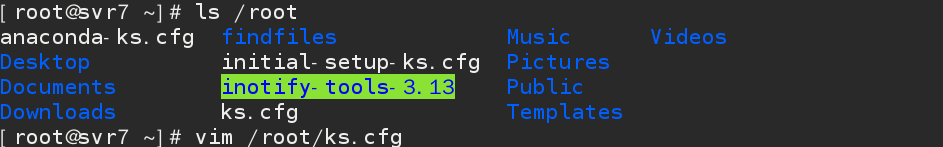 [root@svr7 ~]# ls /root
anaconda-ks.cfg  findfiles  Music  Videos
Desktop  initial-setup-ks.cfg  Pictures
Documents  inotify-tools-3.13  Public
Downloads  ks.cfg  Templates
[root@svr7 ~]# vim /root/ks.cfg